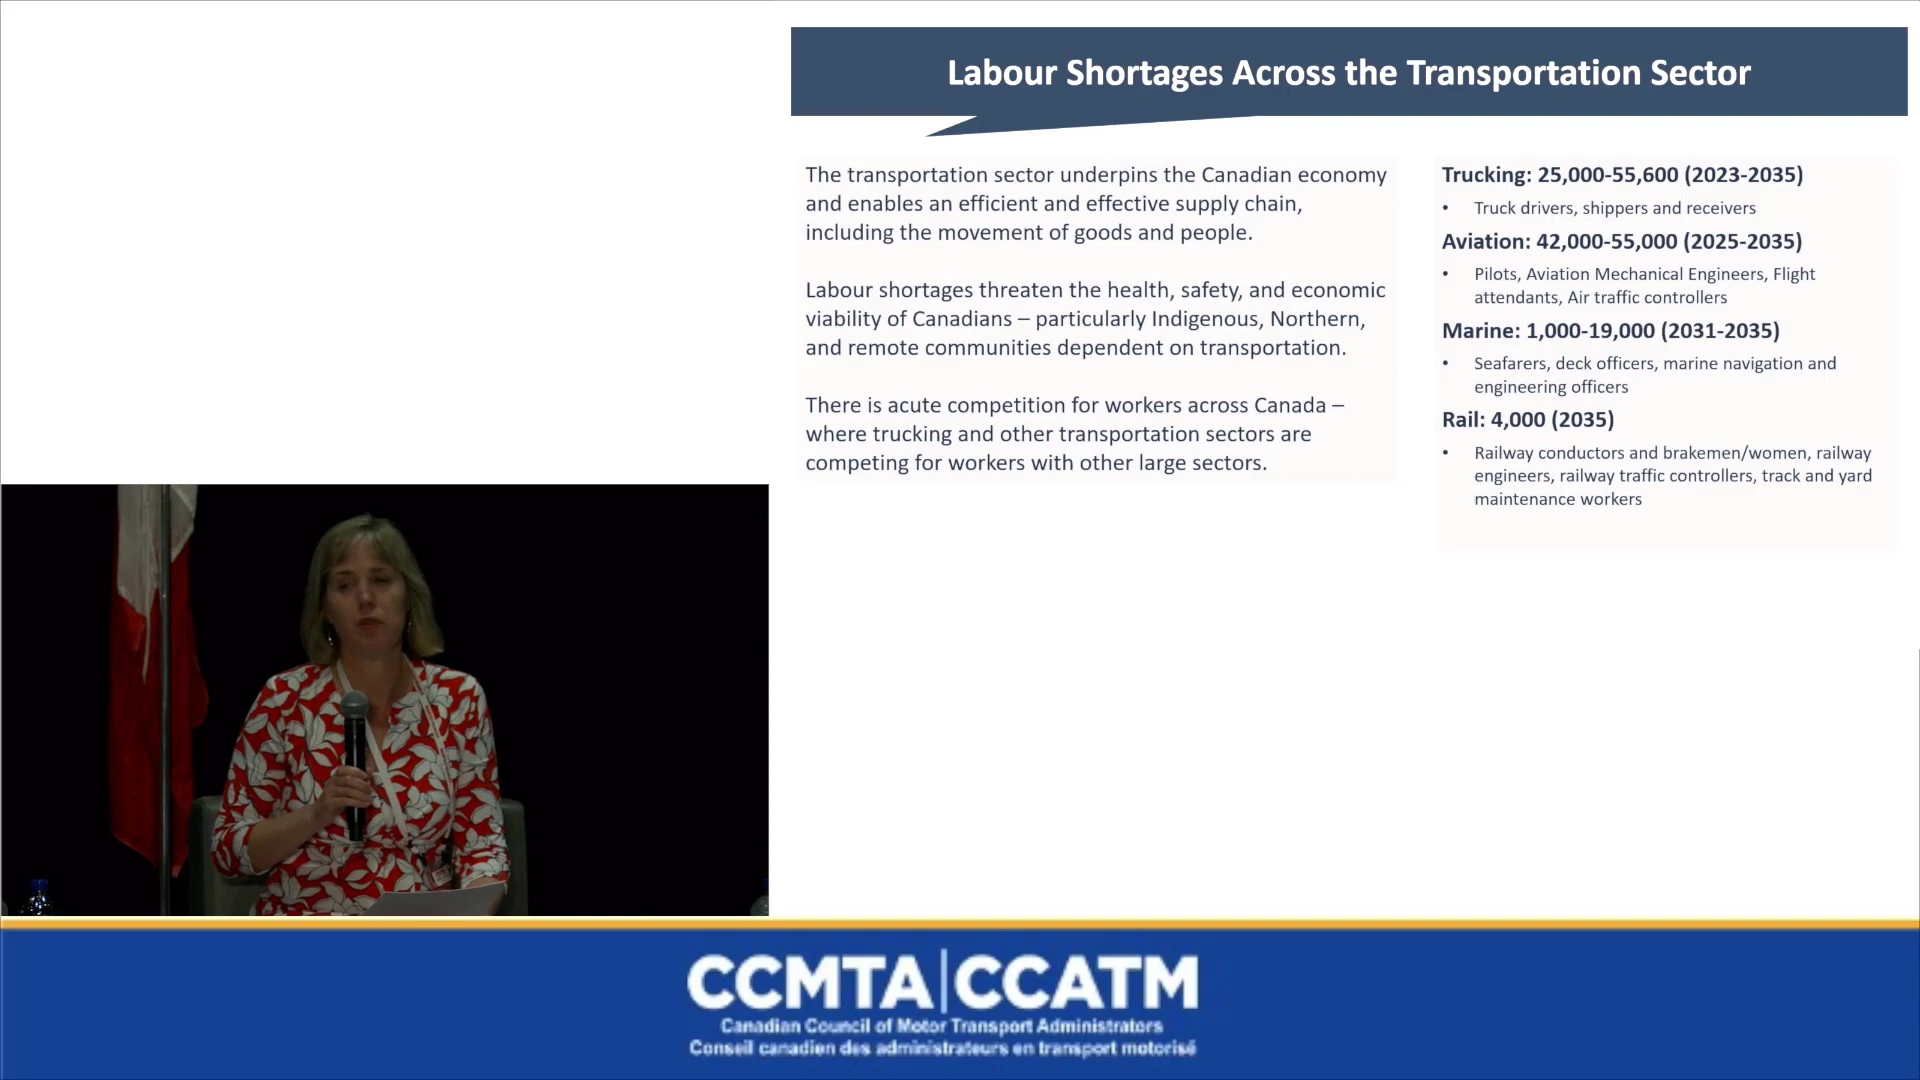 Labour Shortages Across the Transportation Sector
The transportation sector underpins the Canadian economy
and enables an efficient and effective supply chain,
including the movement of goods and people.
Labour shortages threaten the health, safety, and economic
viability of Canadians – particularly Indigenous, Northern,
and remote communities dependent on transportation.
There is acute competition for workers across Canada –
where trucking and other transportation sectors are
competing for workers with other large sectors.
Trucking: 25,000-55,600 (2023-2035)
• Truck drivers, shippers and receivers
Aviation: 42,000-55,000 (2025-2035)
• Pilots, Aviation Mechanical Engineers, Flight
attendants, Air traffic controllers
Marine: 1,000-19,000 (2031-2035)
• Seafarers, deck officers, marine navigation and
engineering officers
Rail: 4,000 (2035)
• Railway conductors and brakemen/women, railway
engineers, railway traffic controllers, track and yard
maintenance workers
CCMTA|CCATM
Canadian Council of Motor Transport Administrators
Conseil canadien des administrateurs en transport motorisé